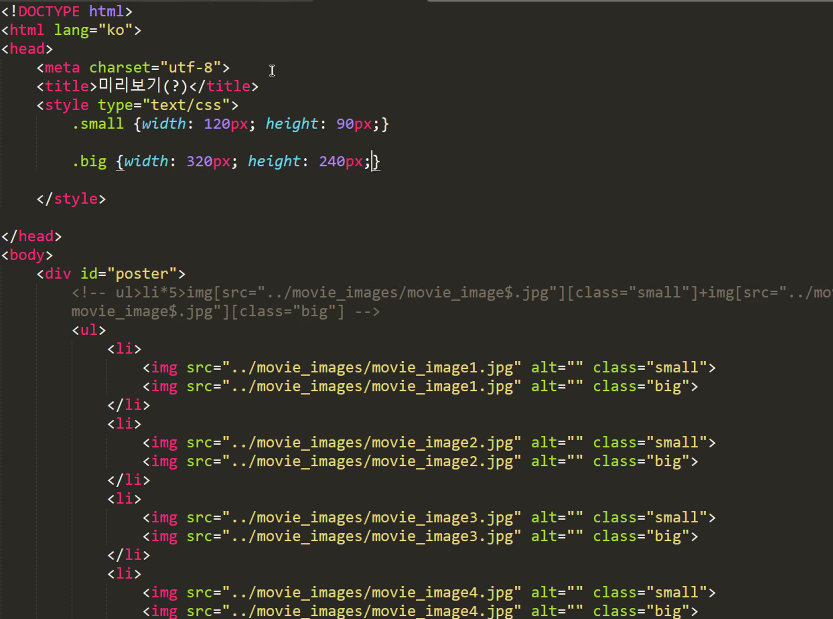 <!DOCTYPE html>
<html lang="ko">
<head>
    <meta charset="utf-8">
    <title>미리보기(?)</title>
    <style type="text/css">
        .small {width: 120px; height: 90px;}
        .big {width: 320px; height: 240px;}
    </style>
</head>
<body>
    <div id="poster">
        <!-- ul>li*5>img[src="../movie_images/movie_image$.jpg"][class="small"]+img[src="../mo
        movie_image$.jpg"][class="big"] -->
        <ul>
            <li>
                <img src="../movie_images/movie_image1.jpg" alt="" class="small">
                <img src="../movie_images/movie_image1.jpg" alt="" class="big">
            </li>
            <li>
                <img src="../movie_images/movie_image2.jpg" alt="" class="small">
                <img src="../movie_images/movie_image2.jpg" alt="" class="big">
            </li>
            <li>
                <img src="../movie_images/movie_image3.jpg" alt="" class="small">
                <img src="../movie_images/movie_image3.jpg" alt="" class="big">
            </li>
            <li>
                <img src="../movie_images/movie_image4.jpg" alt="" class="small">
                <img src="../movie_images/movie_image4.jpg" alt="" class="big">